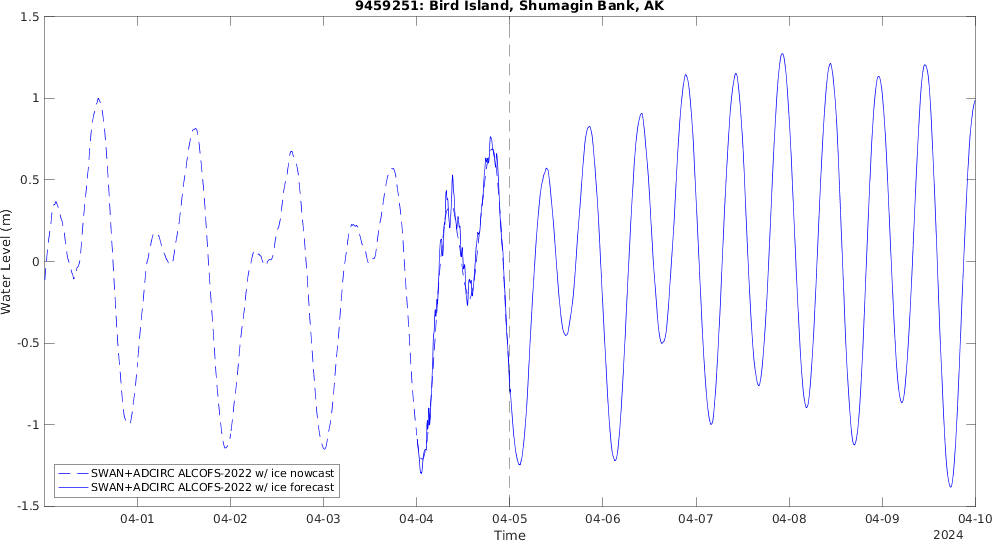 9459251: Bird Island, Shumagin Bank, AK
1.5
1
0.5
0
-0.5
-1
-1.5
Water Level (m)
SWAN+ADCIRC ALCOFS-2022 w/ ice nowcast
SWAN+ADCIRC ALCOFS-2022 w/ ice forecast
04-01 04-02 04-03 04-04 04-05 04-06 04-07 04-08 04-09 04-10
Time
2024